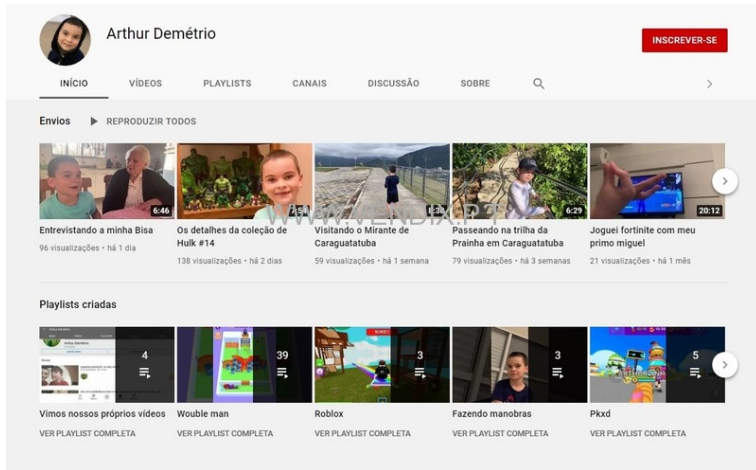 Arthur Demétrio
INSCREVER-SE
INÍCIO VÍDEOS PLAYLISTS CANAIS DISCUSSÃO SOBRE
Envios REPRODUZIR TODOS
6:46 6:29 20:12
Entrevistando a minha Bisa
96 visualizações • há 1 dia
Os detalhes da coleção de
Hulk #14
138 visualizações • há 2 dias
Visitando o Mirante de
Caraguatatuba
59 visualizações • há 1 semana
Passeando na trilha da
Prainha em Caraguatatuba
79 visualizações • há 3 semanas
Joguei fortinite com meu
primo miguel
21 visualizações • há 1 mês
WWW.VENDIX.PT
Playlists criadas
4 39 3 3 5
Vimos nossos próprios vídeos
VER PLAYLIST COMPLETA
Wouble man
VER PLAYLIST COMPLETA
Roblox
VER PLAYLIST COMPLETA
Fazendo manobras
VER PLAYLIST COMPLETA
Pkxd
VER PLAYLIST COMPLETA